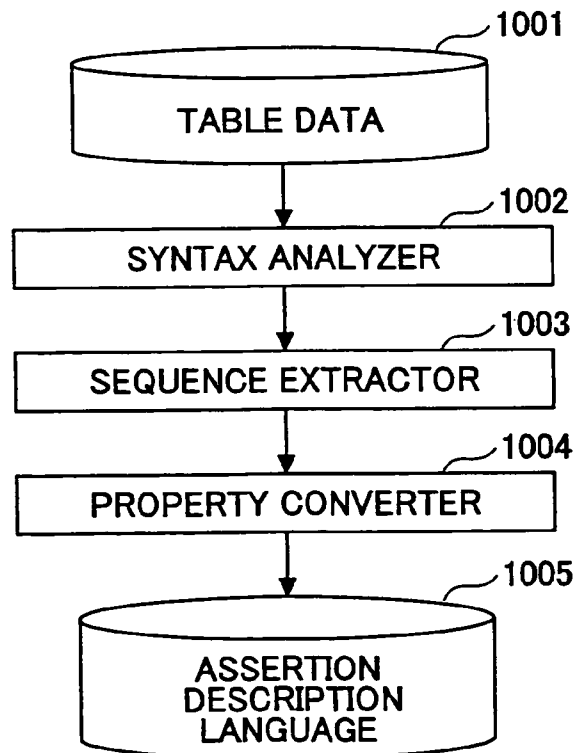 1001
TABLE DATA
1002
SYNTAX ANALYZER
1003
SEQUENCE EXTRACTOR
1004
PROPERTY CONVERTER
1005
ASSERTION
DESCRIPTION
LANGUAGE